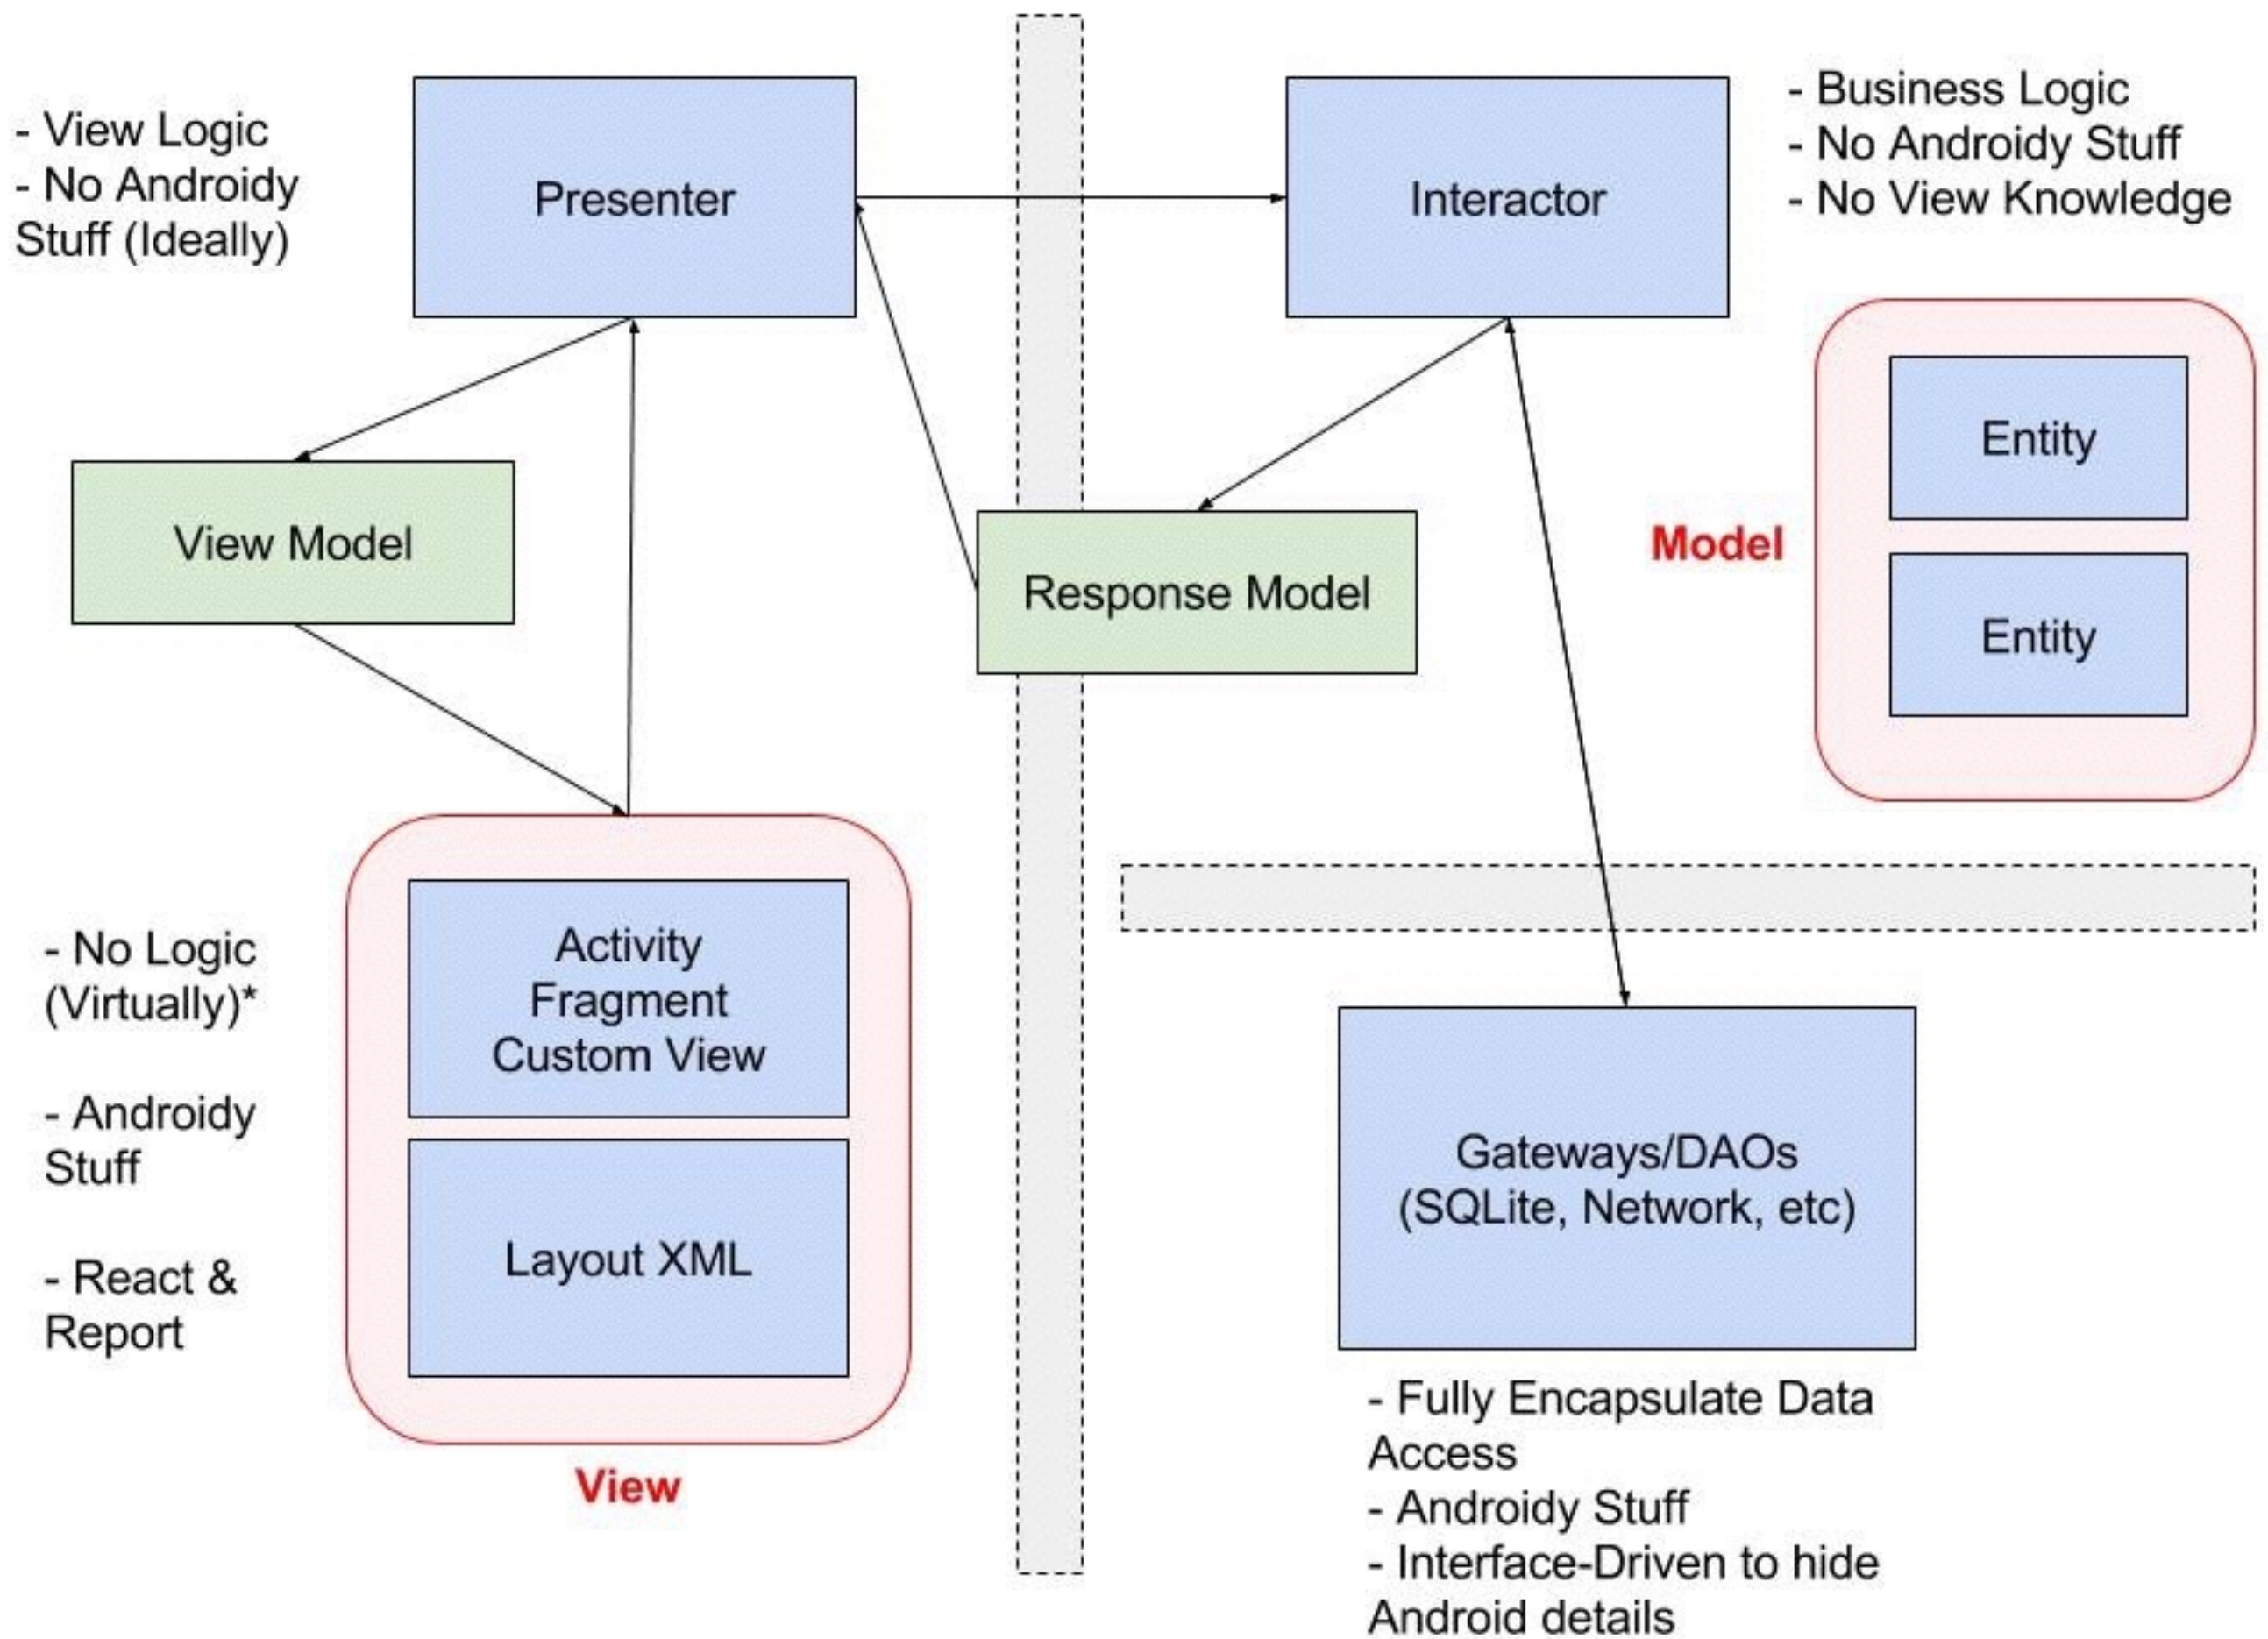 - View Logic
- No Androidy
Stuff (Ideally)
Presenter
Interactor
- Business Logic
- No Androidy Stuff
- No View Knowledge
View Model
Response Model
Model
Entity
Entity
- No Logic
(Virtually)*
- Androidy
Stuff
- React &
Report
Activity
Fragment
Custom View
Layout XML
View
Gateways/DAOs
(SQLite, Network, etc)
- Fully Encapsulate Data
Access
- Androidy Stuff
- Interface-Driven to hide
Android details